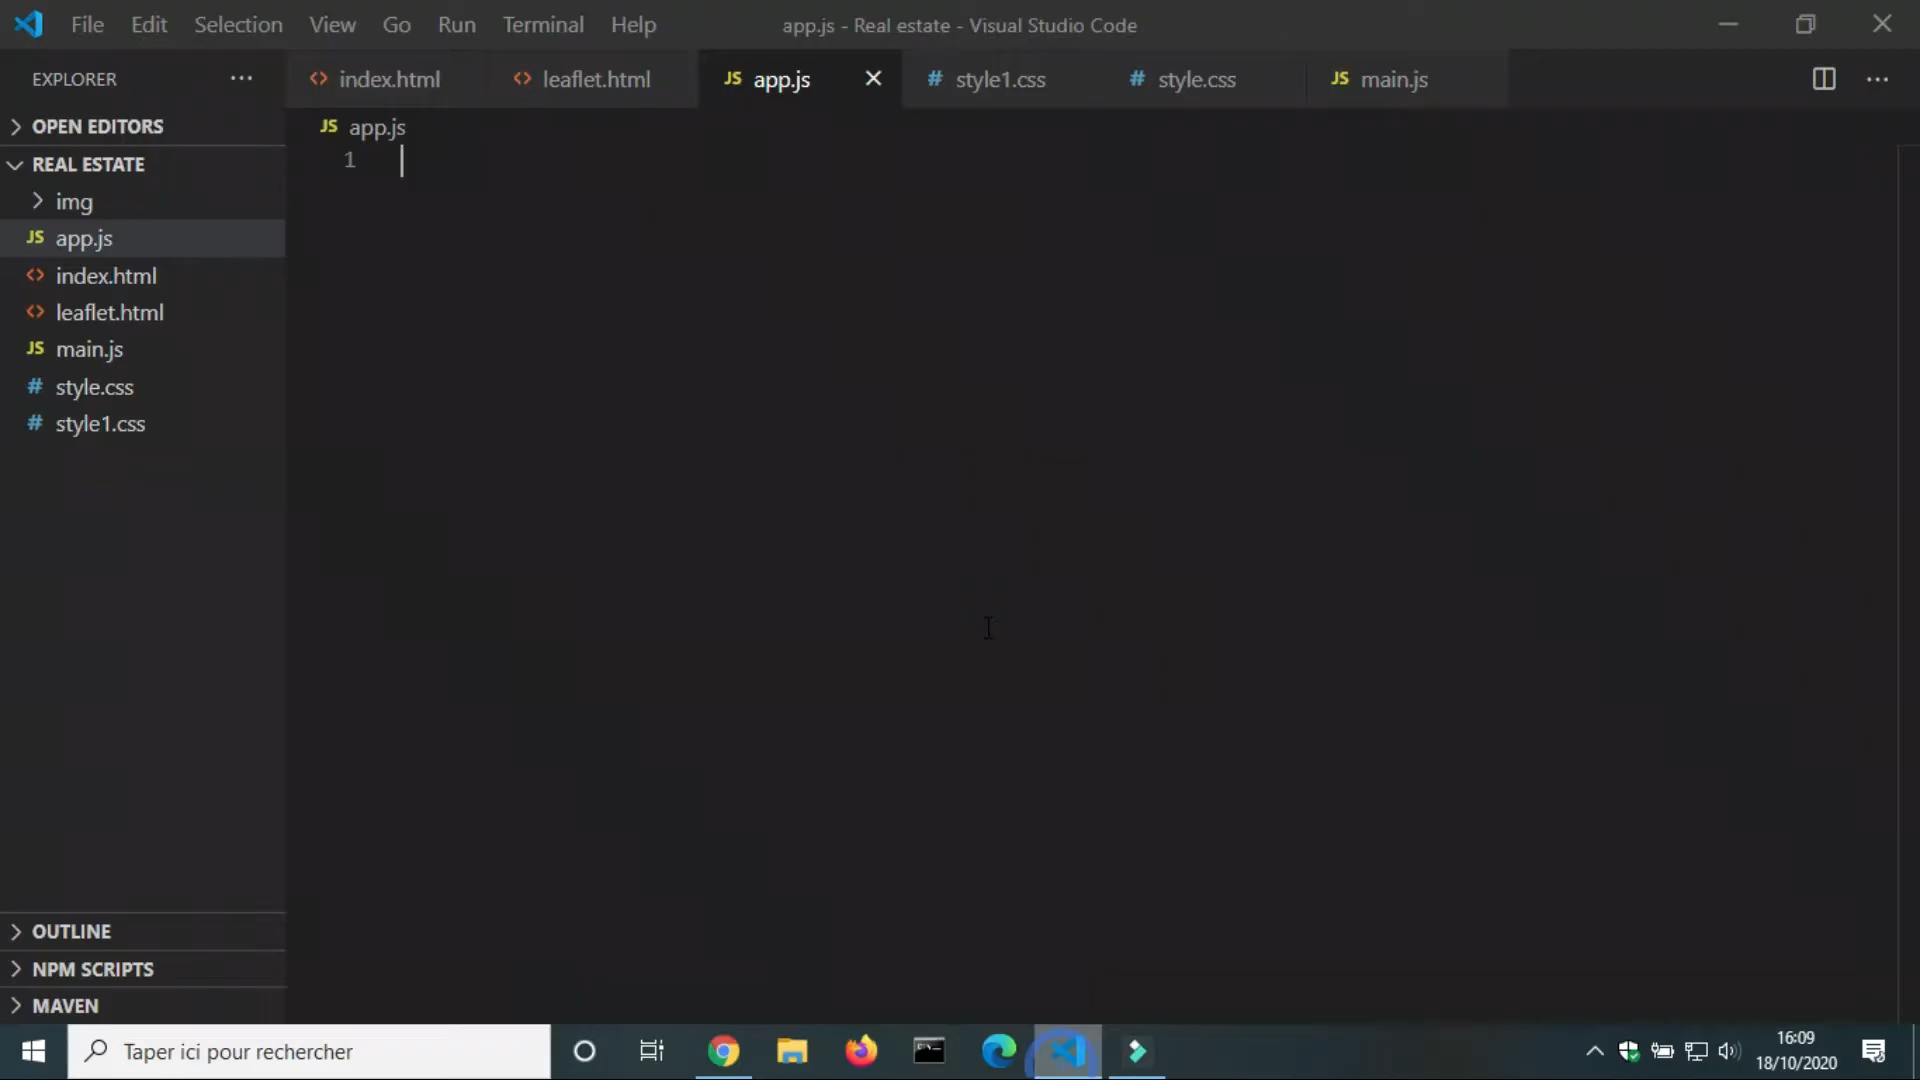 File Edit Selection View Go Run Terminal Help
app.js - Real estate - Visual Studio Code
EXPLORER
index.html
leaflet.html
JS app.js
# style1.css
# style.css
JS main.js
OPEN EDITORS
REAL ESTATE
img
JS app.js
index.html
leaflet.html
JS main.js
# style.css
# style1.css
JS app.js
1
OUTLINE
NPM SCRIPTS
MAVEN
Taper ici pour rechercher
16:09
18/10/2020